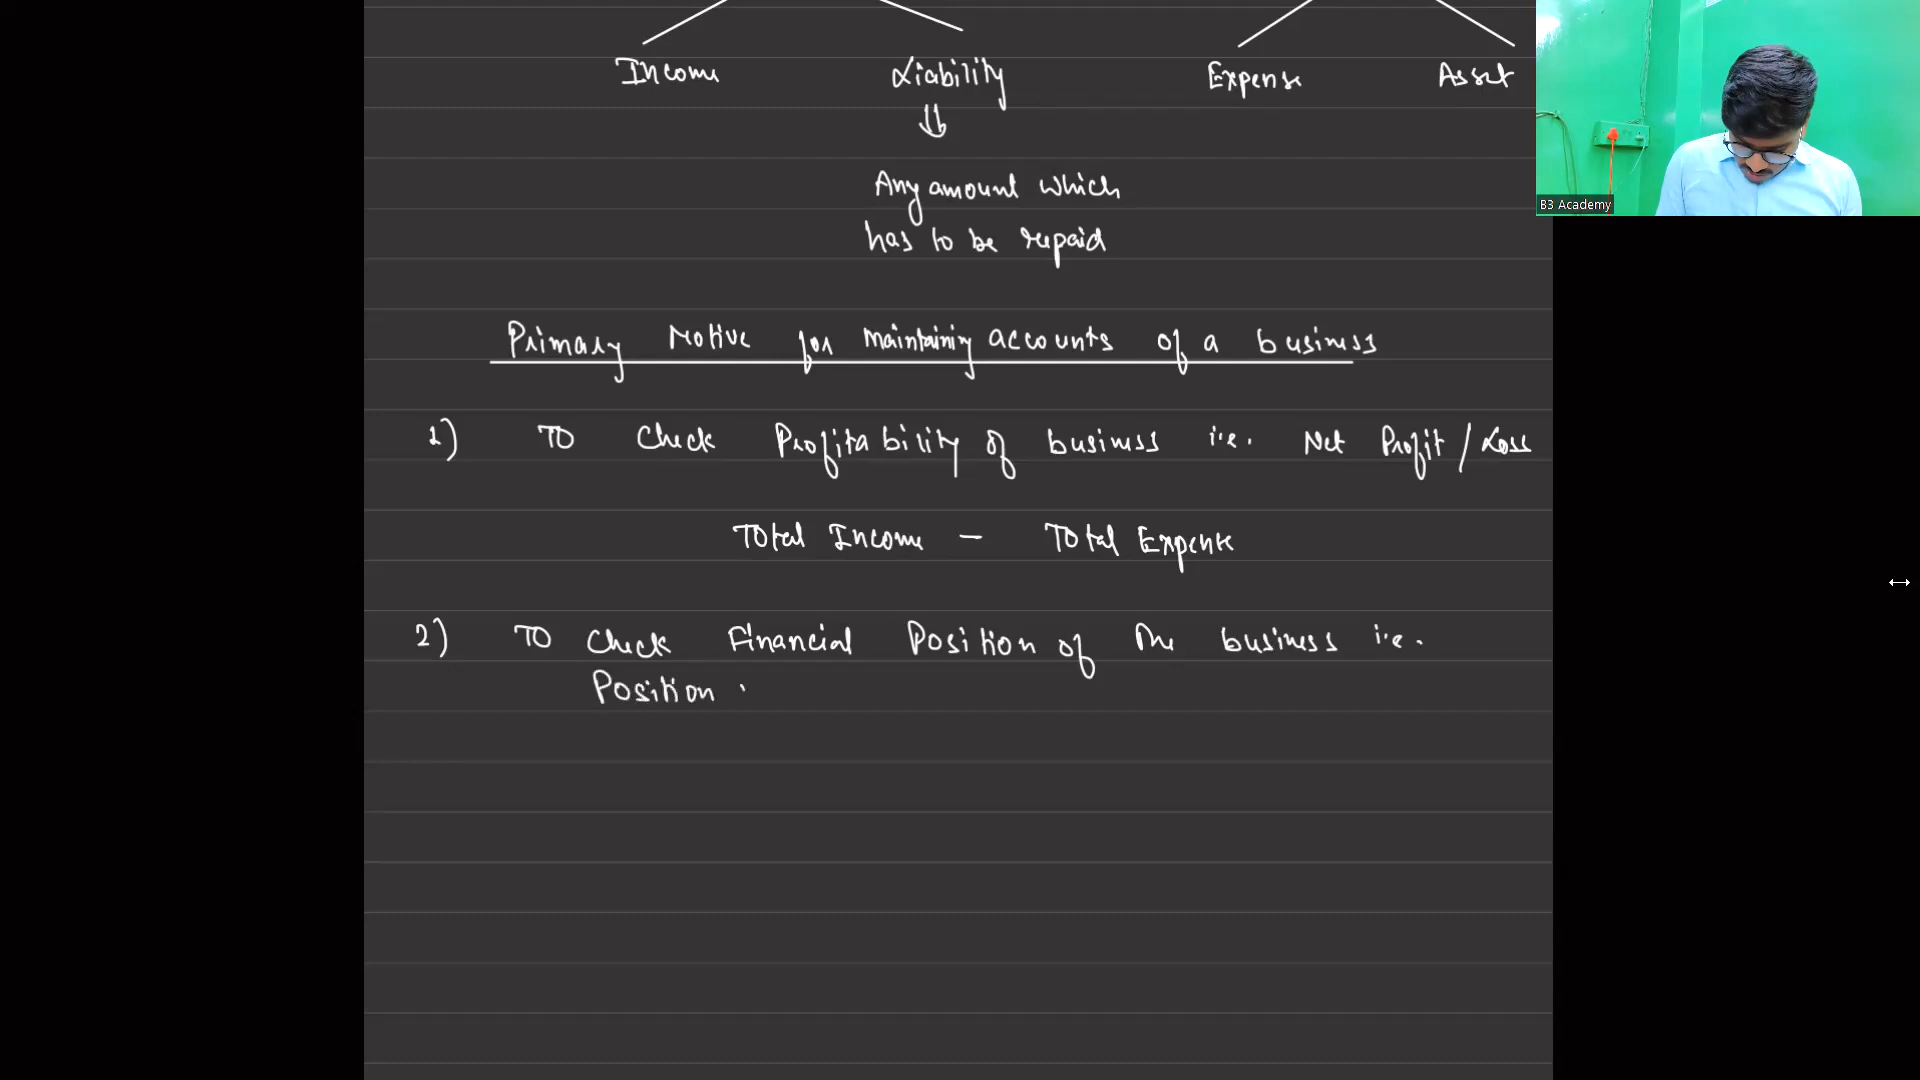 Income Liability Expense Asset
B3 Academy
Any amount which
has to be repaid
Primary Motive for maintaining accounts of a business
1) To Check Profitability of business i.e. Net Profit / Loss
Total Income - Total Expense
2) To Check Financial Position of the business i.e.
Position